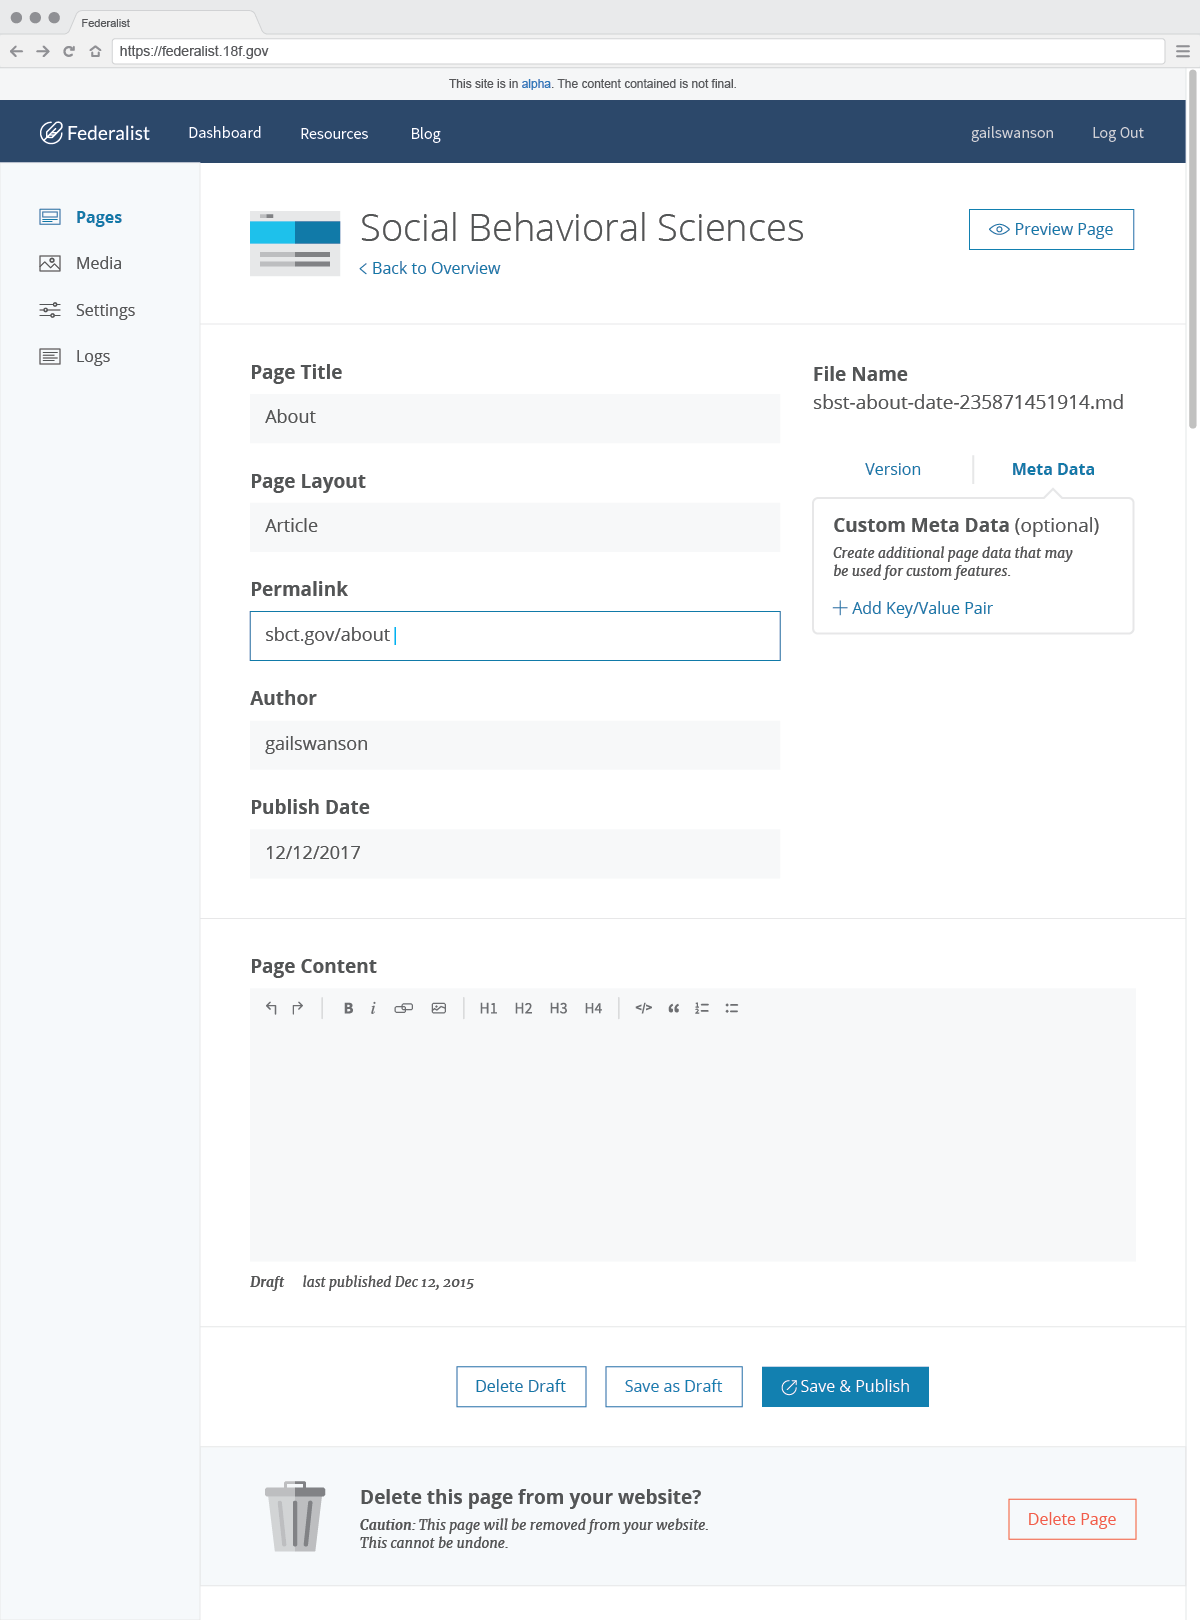 Federalist
https://federalist.18f.gov
This site is in alpha. The content contained is not final.
Federalist
Dashboard
Resources
Blog
gailswanson
Log Out
Pages
Media
Settings
Logs
Social Behavioral Sciences
< Back to Overview
Preview Page
Page Title
About
Page Layout
Article
Permalink
sbct.gov/about
Author
gailswanson
Publish Date
12/12/2017
File Name
sbst-about-date-235871451914.md
Version
Meta Data
Custom Meta Data (optional)
Create additional page data that may
be used for custom features.
+ Add Key/Value Pair
Page Content
B i H1 H2 H3 H4 </> “
Draft last published Dec 12, 2015
Delete Draft
Save as Draft
Save & Publish
Delete this page from your website?
Caution: This page will be removed from your website.
This cannot be undone.
Delete Page